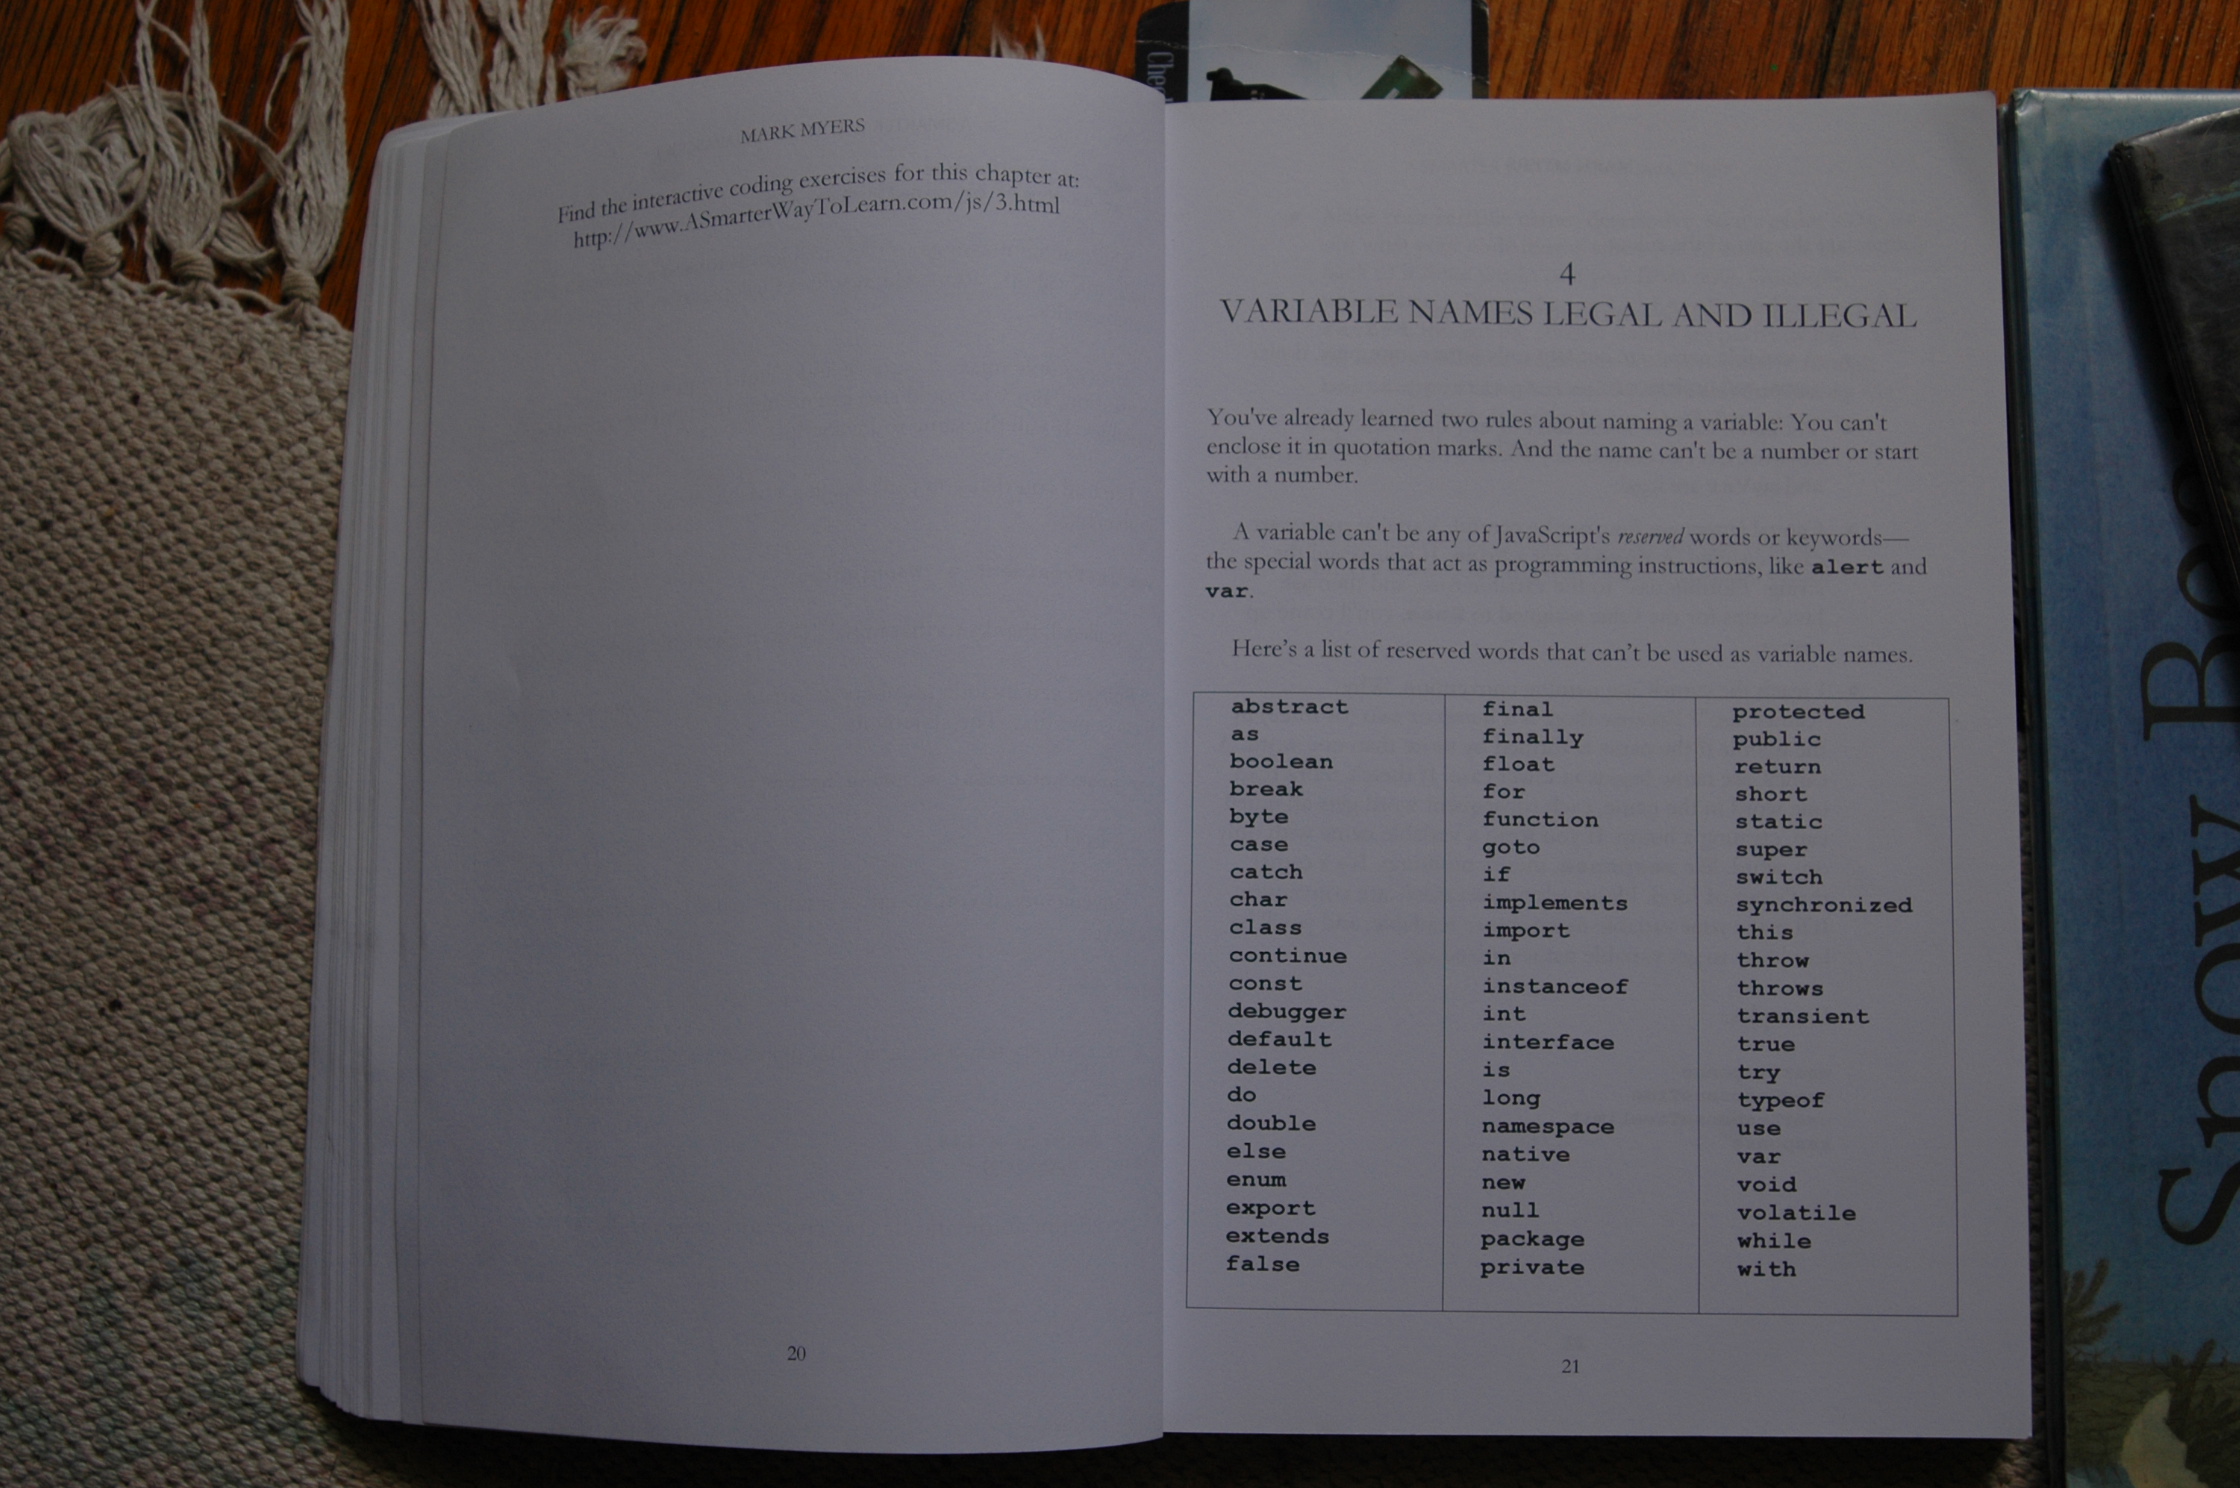 MARK MYERS
Find the interactive coding exercises for this chapter at:
http://www.ASmarterWayToLearn.com/js/3.html
20
4
VARIABLE NAMES LEGAL AND ILLEGAL
You've already learned two rules about naming a variable: You can't
enclose it in quotation marks. And the name can't be a number or start
with a number.
A variable can't be any of JavaScript's reserved words or keywords—
the special words that act as programming instructions, like alert and
var.
Here's a list of reserved words that can't be used as variable names.
abstract
as
boolean
break
byte
case
catch
char
class
continue
const
debugger
default
delete
do
double
else
enum
export
extends
false
final
finally
float
for
function
goto
if
implements
import
in
instanceof
int
interface
is
long
namespace
native
new
null
package
private
protected
public
return
short
static
super
switch
synchronized
this
throw
throws
transient
true
try
typeof
use
var
void
volatile
while
with
21
Snow